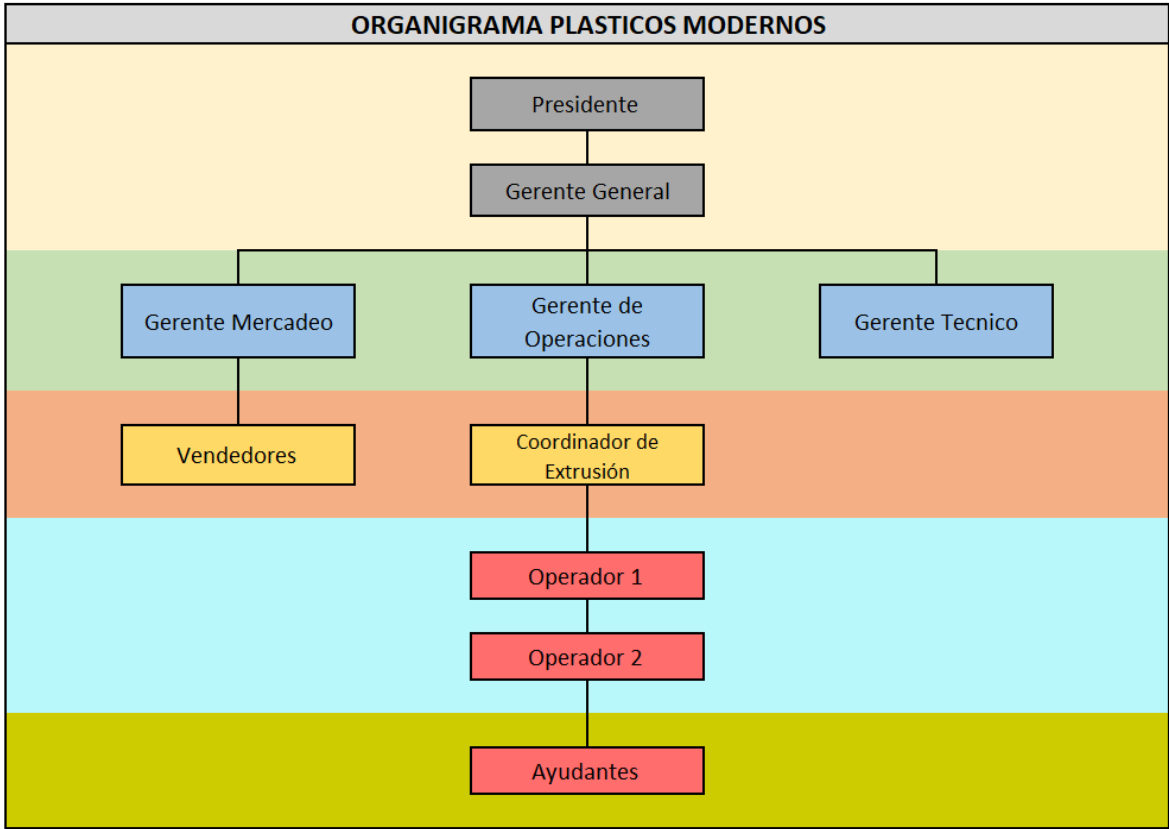 ORGANIGRAMA PLASTICOS MODERNOS
Presidente
Gerente General
Gerente Mercadeo
Gerente de
Operaciones
Gerente Tecnico
Vendedores
Coordinador de
Extrusión
Operador 1
Operador 2
Ayudantes